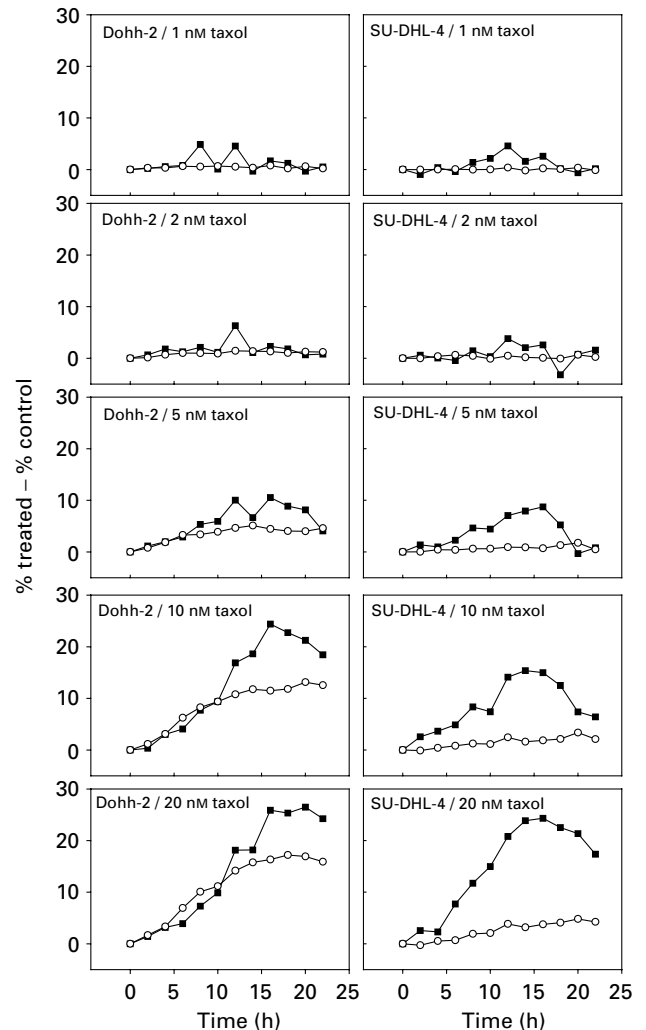 % treated – % control
Dohh-2 / 1 nM taxol
SU-DHL-4 / 1 nM taxol
30
20
10
0
Dohh-2 / 2 nM taxol
SU-DHL-4 / 2 nM taxol
30
20
10
0
Dohh-2 / 5 nM taxol
SU-DHL-4 / 5 nM taxol
30
20
10
0
Dohh-2 / 10 nM taxol
SU-DHL-4 / 10 nM taxol
30
20
10
0
Dohh-2 / 20 nM taxol
SU-DHL-4 / 20 nM taxol
30
20
10
0
0 5 10 15 20 25
0 5 10 15 20 25
Time (h)
Time (h)